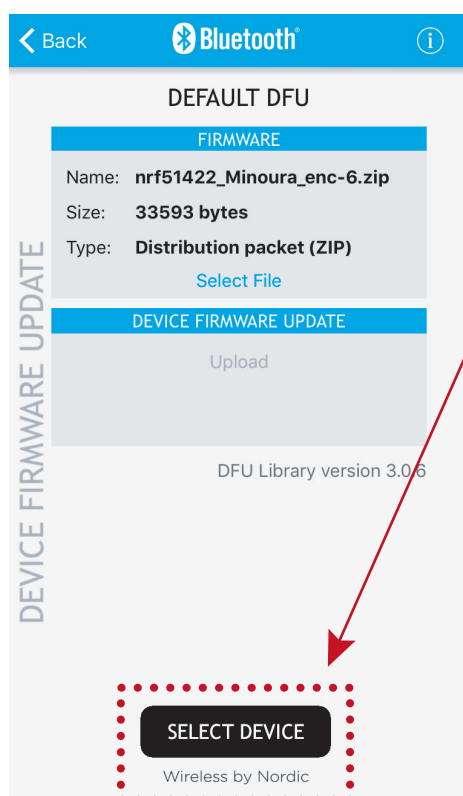 Back
Bluetooth®
i
DEFAULT DFU
FIRMWARE
Name: nrf51422_Minoura_enc-6.zip
Size: 33593 bytes
Type: Distribution packet (ZIP)
Select File
DEVICE FIRMWARE UPDATE
DEVICE FIRMWARE UPDATE
Upload
DFU Library version 3.0.6
SELECT DEVICE
Wireless by Nordic